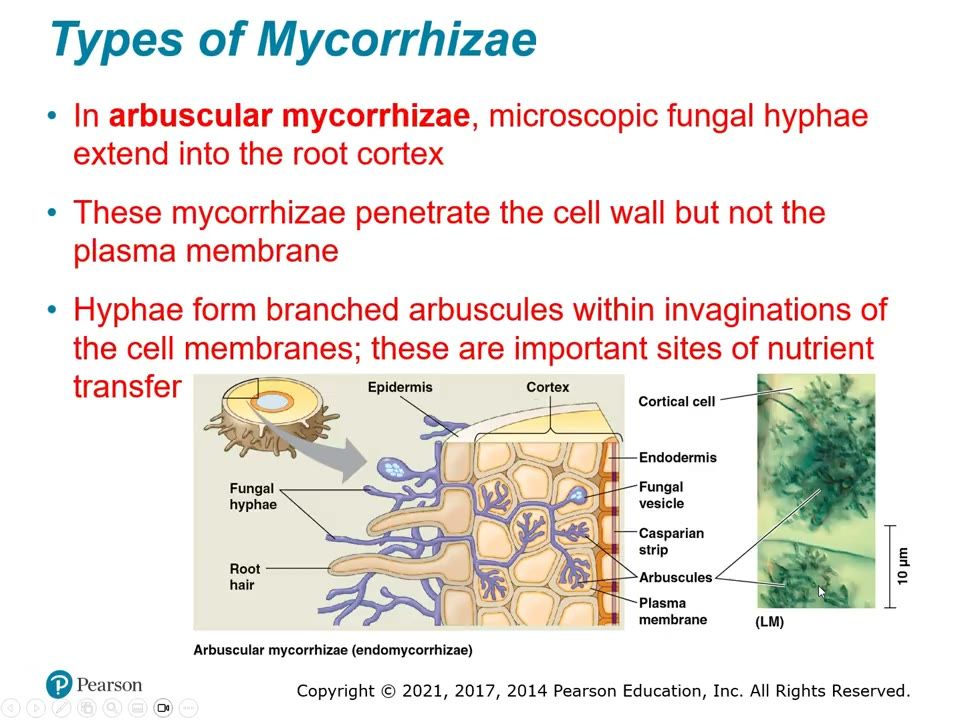 Types of Mycorrhizae
• In arbuscular mycorrhizae, microscopic fungal hyphae
extend into the root cortex
• These mycorrhizae penetrate the cell wall but not the
plasma membrane
• Hyphae form branched arbuscules within invaginations of
the cell membranes; these are important sites of nutrient
transfer
Epidermis
Cortex
Cortical cell
Endodermis
Fungal
hyphae
Fungal
vesicle
Casparian
strip
Root
hair
Arbuscules
Plasma
membrane
10 µm
(LM)
Arbuscular mycorrhizae (endomycorrhizae)
P Pearson
Copyright © 2021, 2017, 2014 Pearson Education, Inc. All Rights Reserved.